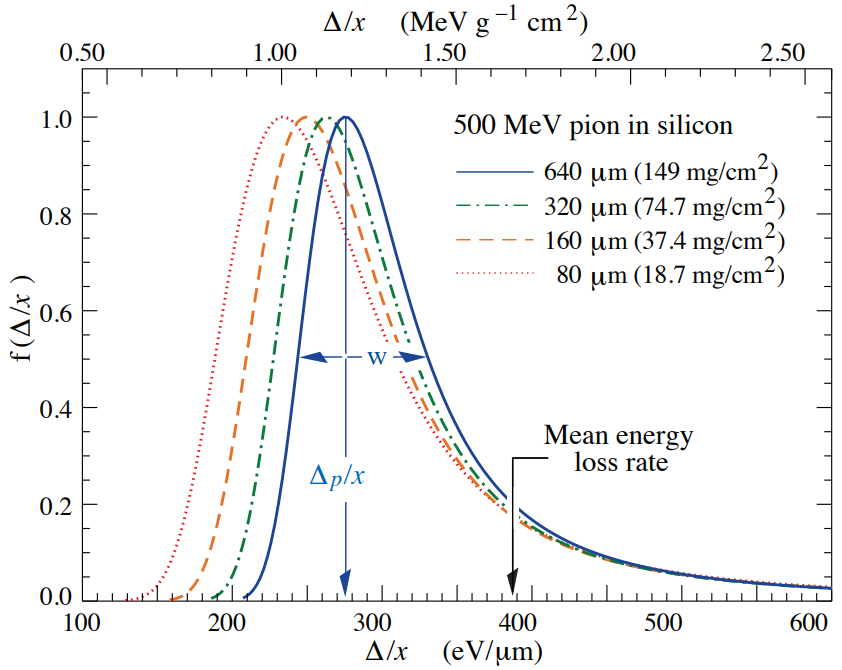 Δ/x (MeV g⁻¹ cm²)
0.50 1.00 1.50 2.00 2.50
1.0
0.8
0.6
0.4
0.2
0.0
f(Δ/x)
500 MeV pion in silicon
640 µm (149 mg/cm²)
320 µm (74.7 mg/cm²)
160 µm (37.4 mg/cm²)
80 µm (18.7 mg/cm²)
w
Δp/x
Mean energy
loss rate
100 200 300 400 500 600
Δ/x (eV/µm)